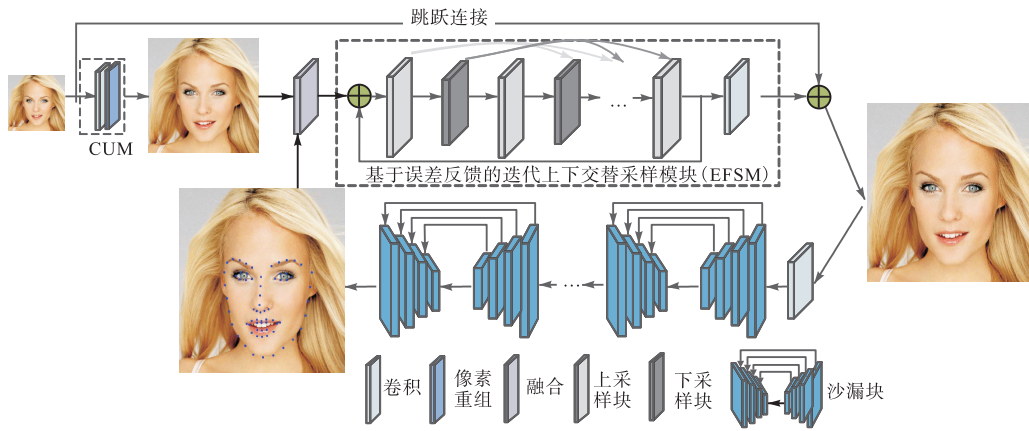 跳跃连接
CUM
...
基于误差反馈的迭代上下交替采样模块(EFSM)
...
卷积
像素
重组
融合
上采
样块
下采
样块
沙漏块